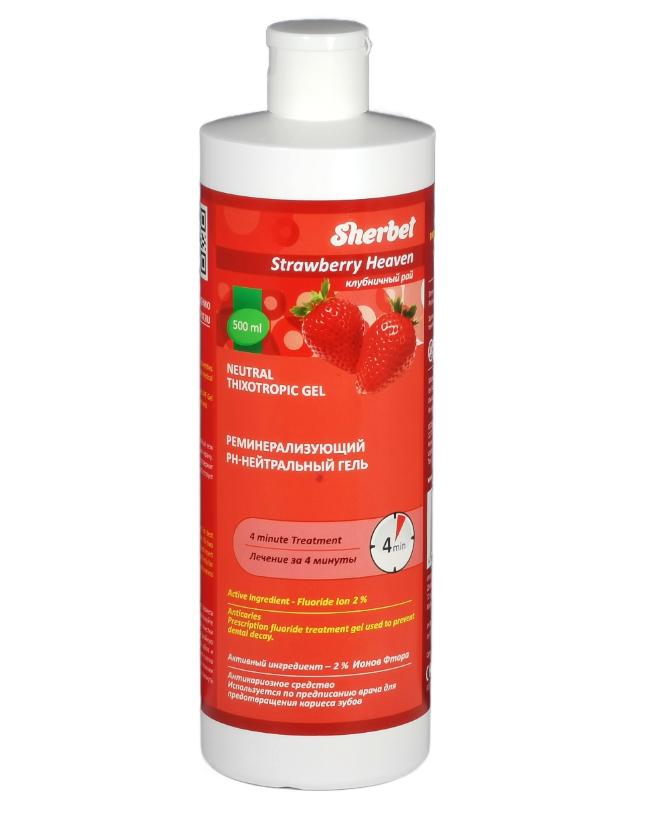 Sherbet
Strawberry Heaven
клубничный рай
500 ml
NEUTRAL
THIXOTROPIC GEL
РЕМИНЕРАЛИЗУЮЩИЙ
PH-НЕЙТРАЛЬНЫЙ ГЕЛЬ
4 minute Treatment
Лечение за 4 минуты
4 min
Active Ingredient - Fluoride Ion 2 %
Anticaries
Prescription fluoride treatment gel used to prevent
dental decay.
Активный ингредиент – 2 % Ионов Фтора
Антикариозное средство
Используется по предписанию врача для
предотвращения кариеса зубов